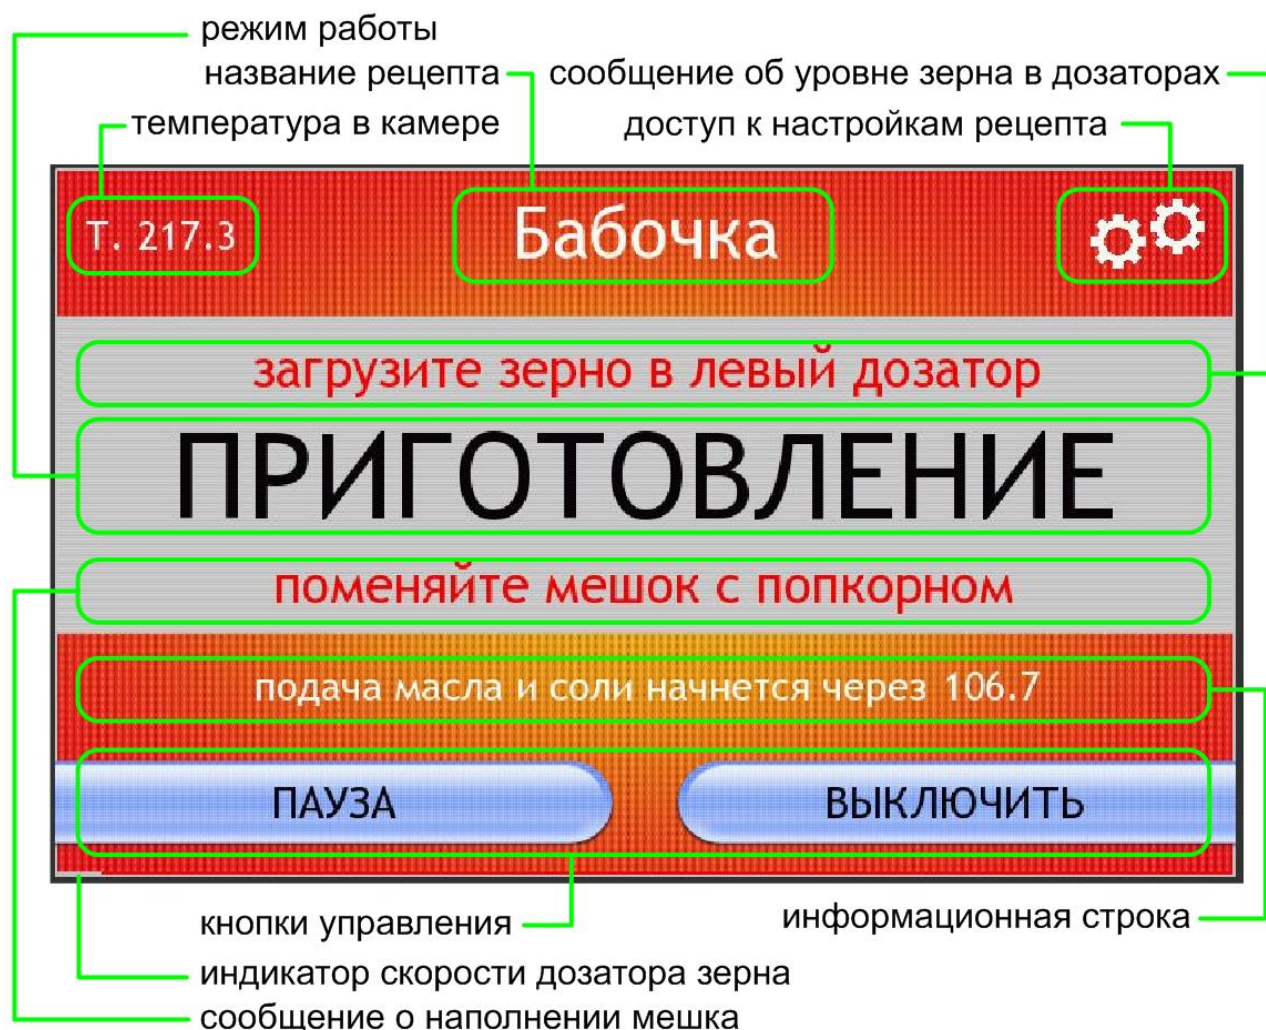 режим работы
название рецепта
сообщение об уровне зерна в дозаторах
температура в камере
доступ к настройкам рецепта
Т. 217.3
Бабочка
загрузите зерно в левый дозатор
ПРИГОТОВЛЕНИЕ
поменяйте мешок с попкорном
подача масла и соли начнется через 106.7
ПАУЗА
ВЫКЛЮЧИТЬ
кнопки управления
информационная строка
индикатор скорости дозатора зерна
сообщение о наполнении мешка